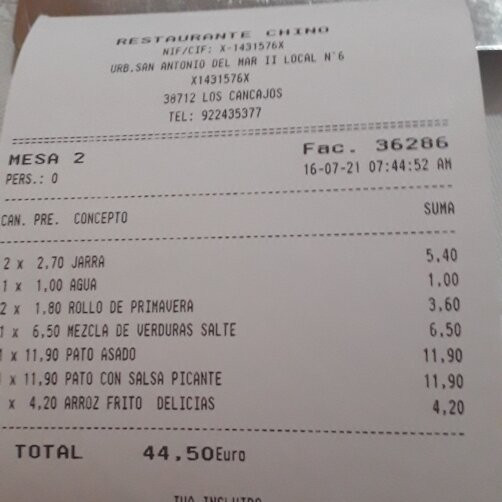 RESTAURANTE CHINO
NIF/CIF: X-1431576X
URB.SAN ANTONIO DEL MAR II LOCAL N´6
X1431576X
38712 LOS CANCAJOS
TEL: 922435377
MESA 2 Fac. 36286
PERS.: 0 16-07-21 07:44:52 AM
CAN. PRE. CONCEPTO SUMA
2 x 2,70 JARRA 5,40
1 x 1,00 AGUA 1.00
2 x 1,80 ROLLO DE PRIMAVERA 3,60
1 x 6,50 MEZCLA DE VERDURAS SALTE 6,50
1 x 11,90 PATO ASADO 11,90
x 11,90 PATO CON SALSA PICANTE 11,90
x 4,20 ARROZ FRITO DELICIAS 4,20
TOTAL 44,50Euro